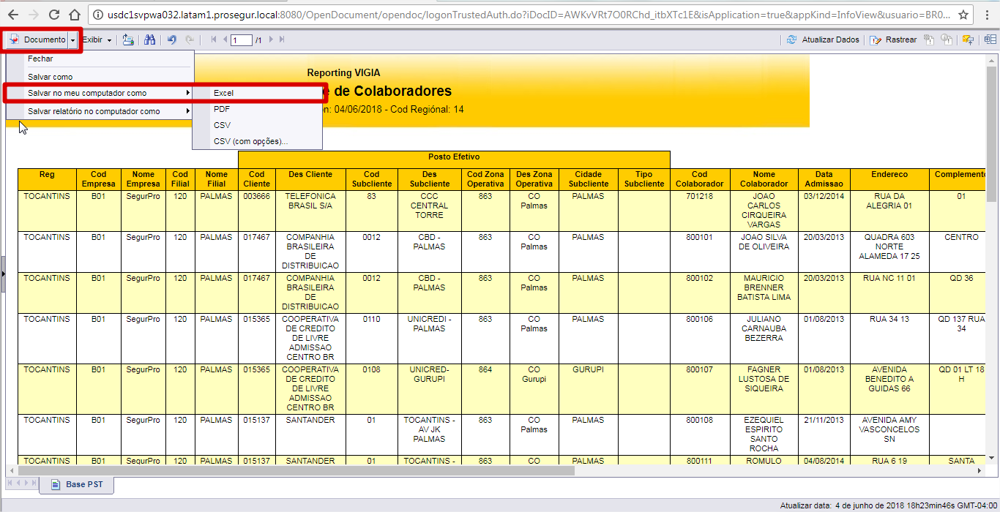 usdc1svpwa032.latam1.prosegur.local:8080/OpenDocument/opendoc/logonTrustedAuth.do?iDocID=AWKvVRt7O0RChd_itbXTc1E&isApplication=true&appKind=InfoView&usuario=BR0...
Documento Exibir 1 /1 Atualizar Dados Rastrear
Fechar
Salvar como
Salvar no meu computador como
Salvar relatório no computador como
Excel
PDF
CSV
CSV (com opções)...
Reporting VIGIA
e de Colaboradores
n: 04/06/2018 - Cod Regiónal: 14
Posto Efetivo
Reg Cod Empresa Nome Empresa Cod Filial Nome Filial Cod Cliente Des Cliente Cod Subcliente Des Subcliente Cod Zona Operativa Des Zona Operativa Cidade Subcliente Tipo Subcliente Cod Colaborador Nome Colaborador Data Admissao Endereco Complemento
TOCANTINS B01 SegurPro 120 PALMAS 003666 TELEFONICA BRASIL S/A 83 CCC CENTRAL TORRE 863 CO Palmas PALMAS 701218 JOAO CARLOS CIRQUEIRA VARGAS 03/12/2014 RUA DA ALEGRIA 01 01
TOCANTINS B01 SegurPro 120 PALMAS 017467 COMPANHIA BRASILEIRA DE DISTRIBUICAO 0012 CBD - PALMAS 863 CO Palmas PALMAS 800101 JOAO SILVA DE OLIVEIRA 20/03/2013 QUADRA 603 NORTE ALAMEDA 17 25 CENTRO
TOCANTINS B01 SegurPro 120 PALMAS 017467 COMPANHIA BRASILEIRA DE DISTRIBUICAO 0012 CBD - PALMAS 863 CO Palmas PALMAS 800102 MAURICIO BRENNER BATISTA LIMA 20/03/2013 RUA NC 11 01 QD 36
TOCANTINS B01 SegurPro 120 PALMAS 015365 COOPERATIVA DE CREDITO DE LIVRE ADMISSAO CENTRO BR 0110 UNICREDI - PALMAS 863 CO Palmas PALMAS 800106 JULIANO CARNAUBA BEZERRA 01/08/2013 RUA 34 13 QD 137 RUA 34
TOCANTINS B01 SegurPro 120 PALMAS 015365 COOPERATIVA DE CREDITO DE LIVRE ADMISSAO CENTRO BR 0108 UNICRED- GURUPI 864 CO Gurupi GURUPI 800107 FAGNER LUSTOSA DE SIQUEIRA 01/08/2013 AVENIDA BENEDITO A GUIDAS 66 QD 01 LT 18 H
TOCANTINS B01 SegurPro 120 PALMAS 015137 SANTANDER 01 TOCANTINS - AV JK PALMAS 863 CO Palmas PALMAS 800108 EZEQUIEL ESPIRITO SANTO ROCHA 21/11/2013 AVENIDA AMY VASCONCELOS SN
TOCANTINS B01 SegurPro 120 PALMAS 015137 SANTANDER 01 TOCANTINS - 863 CO PALMAS 800111 ROMULO 04/08/2014 RUA 6 19 SANTA
Base PST
Atualizar data: 4 de junho de 2018 18h23min46s GMT-04:00